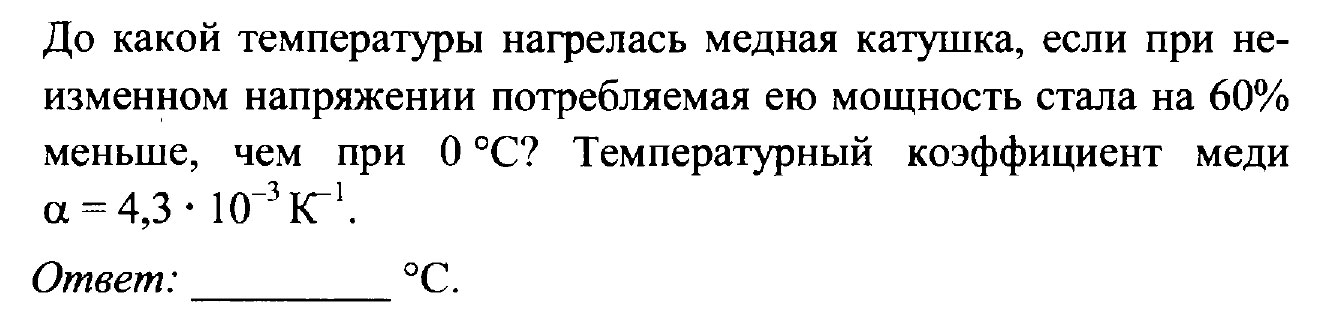 До какой температуры нагрелась медная катушка, если при не-
изменном напряжении потребляемая ею мощность стала на 60%
меньше, чем при 0 °С? Температурный коэффициент меди
α = 4,3 · 10⁻³ К⁻¹.
Ответ: __________ °С.